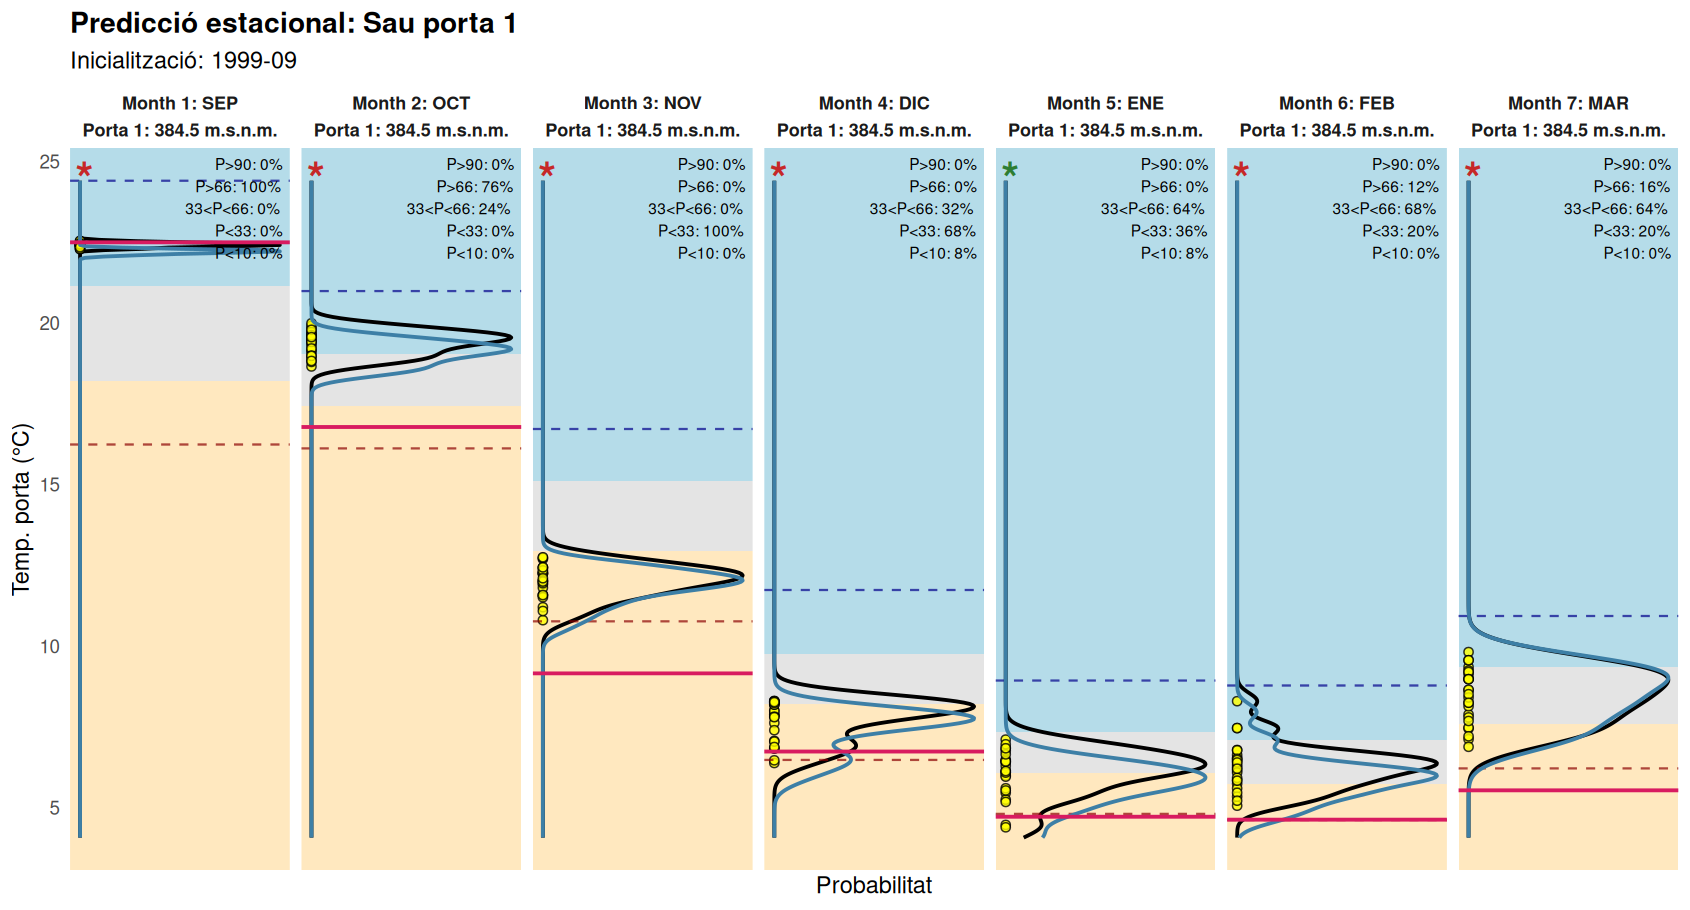 Predicció estacional: Sau porta 1
Inicialització: 1999-09
Month 1: SEP
Porta 1: 384.5 m.s.n.m.
Month 2: OCT
Porta 1: 384.5 m.s.n.m.
Month 3: NOV
Porta 1: 384.5 m.s.n.m.
Month 4: DIC
Porta 1: 384.5 m.s.n.m.
Month 5: ENE
Porta 1: 384.5 m.s.n.m.
Month 6: FEB
Porta 1: 384.5 m.s.n.m.
Month 7: MAR
Porta 1: 384.5 m.s.n.m.
Temp. porta (°C)
25
20
15
10
5
*
P>90: 0%
P>66: 100%
33<P<66: 0%
P<33: 0%
P<10: 0%
*
P>90: 0%
P>66: 76%
33<P<66: 24%
P<33: 0%
P<10: 0%
*
P>90: 0%
P>66: 0%
33<P<66: 0%
P<33: 100%
P<10: 0%
*
P>90: 0%
P>66: 0%
33<P<66: 32%
P<33: 68%
P<10: 8%
*
P>90: 0%
P>66: 0%
33<P<66: 64%
P<33: 36%
P<10: 8%
*
P>90: 0%
P>66: 12%
33<P<66: 68%
P<33: 20%
P<10: 0%
*
P>90: 0%
P>66: 16%
33<P<66: 64%
P<33: 20%
P<10: 0%
Probabilitat